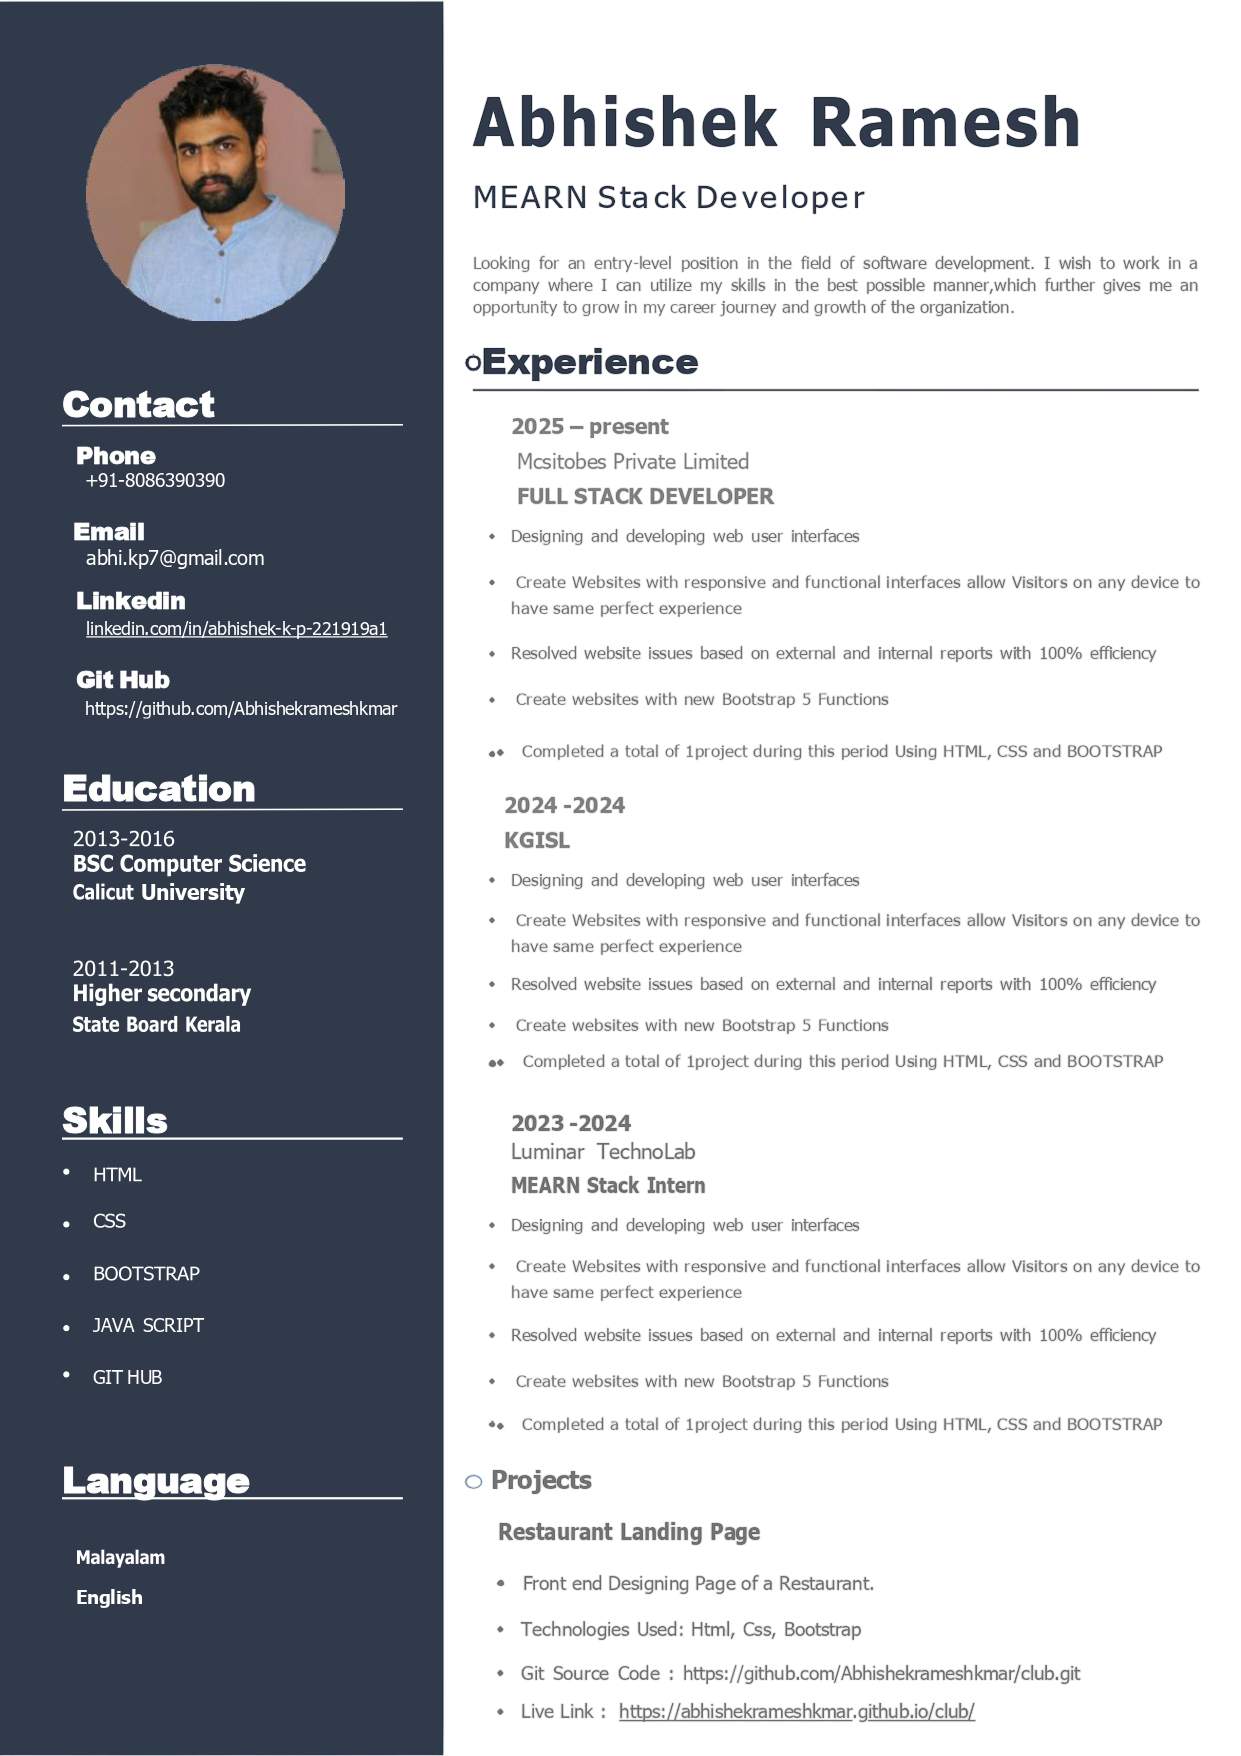 Abhishek Ramesh
MEARN Stack Developer
Looking for an entry-level position in the field of software development. I wish to work in a
company where I can utilize my skills in the best possible manner,which further gives me an
opportunity to grow in my career journey and growth of the organization.
Contact
Phone
+91-8086390390
Email
abhi.kp7@gmail.com
Linkedin
linkedin.com/in/abhishek-k-p-221919a1
Git Hub
https://github.com/Abhishekrameshkmar
Education
2013-2016
BSC Computer Science
Calicut University
2011-2013
Higher secondary
State Board Kerala
Skills
• HTML
• CSS
• BOOTSTRAP
• JAVA SCRIPT
• GIT HUB
Language
Malayalam
English
Experience
2025 – present
Mcsitobes Private Limited
FULL STACK DEVELOPER
• Designing and developing web user interfaces
• Create Websites with responsive and functional interfaces allow Visitors on any device to
have same perfect experience
• Resolved website issues based on external and internal reports with 100% efficiency
• Create websites with new Bootstrap 5 Functions
•• Completed a total of 1project during this period Using HTML, CSS and BOOTSTRAP
2024 -2024
KGISL
• Designing and developing web user interfaces
• Create Websites with responsive and functional interfaces allow Visitors on any device to
have same perfect experience
• Resolved website issues based on external and internal reports with 100% efficiency
• Create websites with new Bootstrap 5 Functions
•• Completed a total of 1project during this period Using HTML, CSS and BOOTSTRAP
2023 -2024
Luminar TechnoLab
MEARN Stack Intern
• Designing and developing web user interfaces
• Create Websites with responsive and functional interfaces allow Visitors on any device to
have same perfect experience
• Resolved website issues based on external and internal reports with 100% efficiency
• Create websites with new Bootstrap 5 Functions
•• Completed a total of 1project during this period Using HTML, CSS and BOOTSTRAP
Projects
Restaurant Landing Page
• Front end Designing Page of a Restaurant.
• Technologies Used: Html, Css, Bootstrap
• Git Source Code : https://github.com/Abhishekrameshkmar/club.git
• Live Link : https://abhishekrameshkmar.github.io/club/